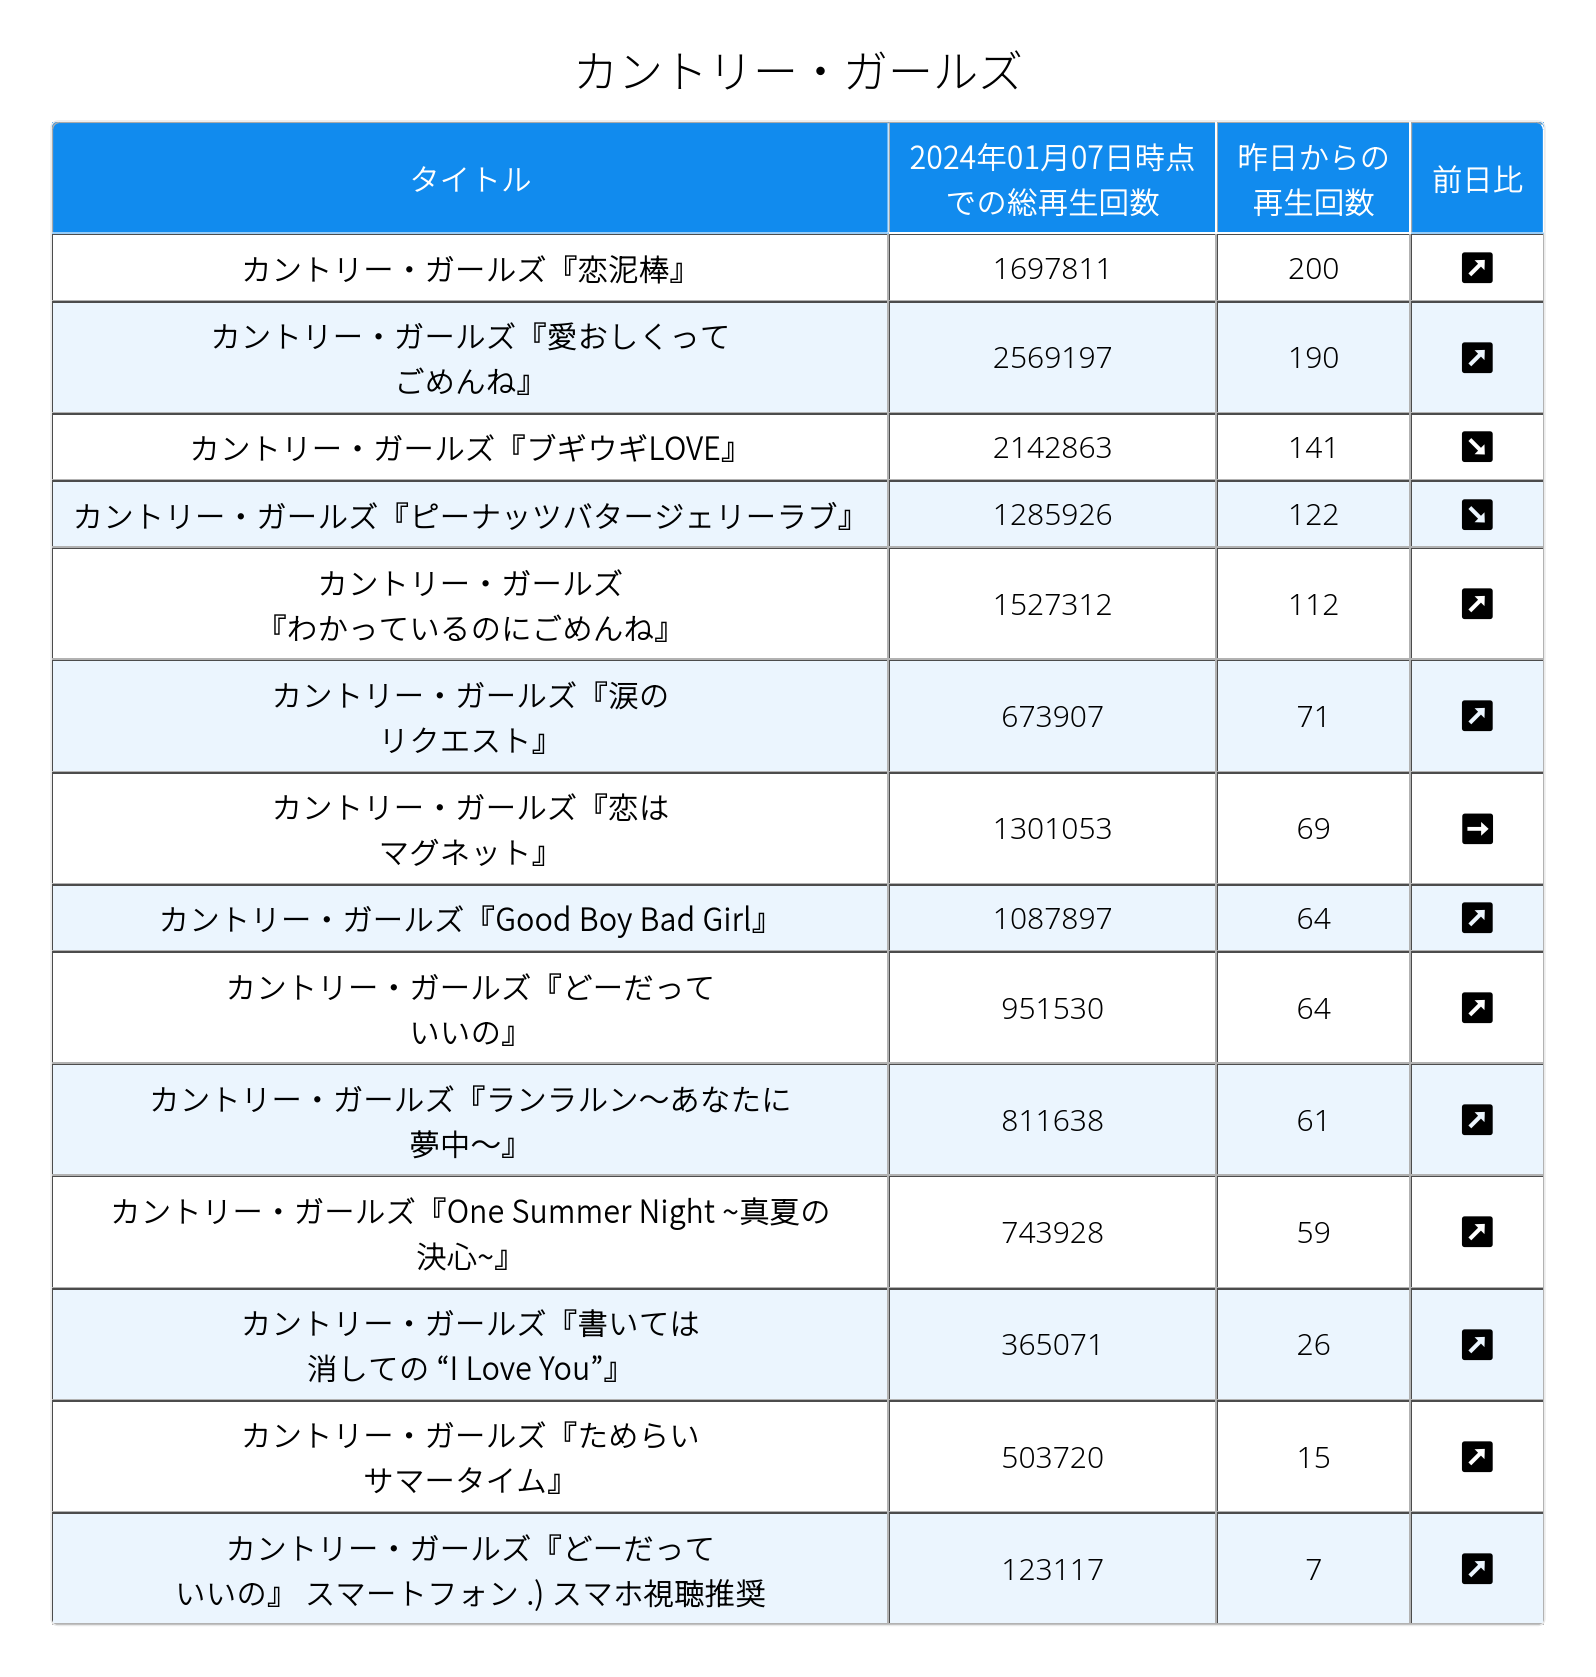 カントリー・ガールズ
タイトル
2024年01月07日時点
での総再生回数
昨日からの
再生回数
前日比
カントリー・ガールズ『恋泥棒』
1697811
200
カントリー・ガールズ『愛おしくって
ごめんね』
2569197
190
カントリー・ガールズ『ブギウギLOVE』
2142863
141
カントリー・ガールズ『ピーナッツバタージェリーラブ』
1285926
122
カントリー・ガールズ
『わかっているのにごめんね』
1527312
112
カントリー・ガールズ『涙の
リクエスト』
673907
71
カントリー・ガールズ『恋は
マグネット』
1301053
69
カントリー・ガールズ『Good Boy Bad Girl』
1087897
64
カントリー・ガールズ『どーだって
いいの』
951530
64
カントリー・ガールズ『ランラルン〜あなたに
夢中〜』
811638
61
カントリー・ガールズ『One Summer Night ~真夏の
決心~』
743928
59
カントリー・ガールズ『書いては
消しての “I Love You”』
365071
26
カントリー・ガールズ『ためらい
サマータイム』
503720
15
カントリー・ガールズ『どーだって
いいの』 スマートフォン .) スマホ視聴推奨
123117
7